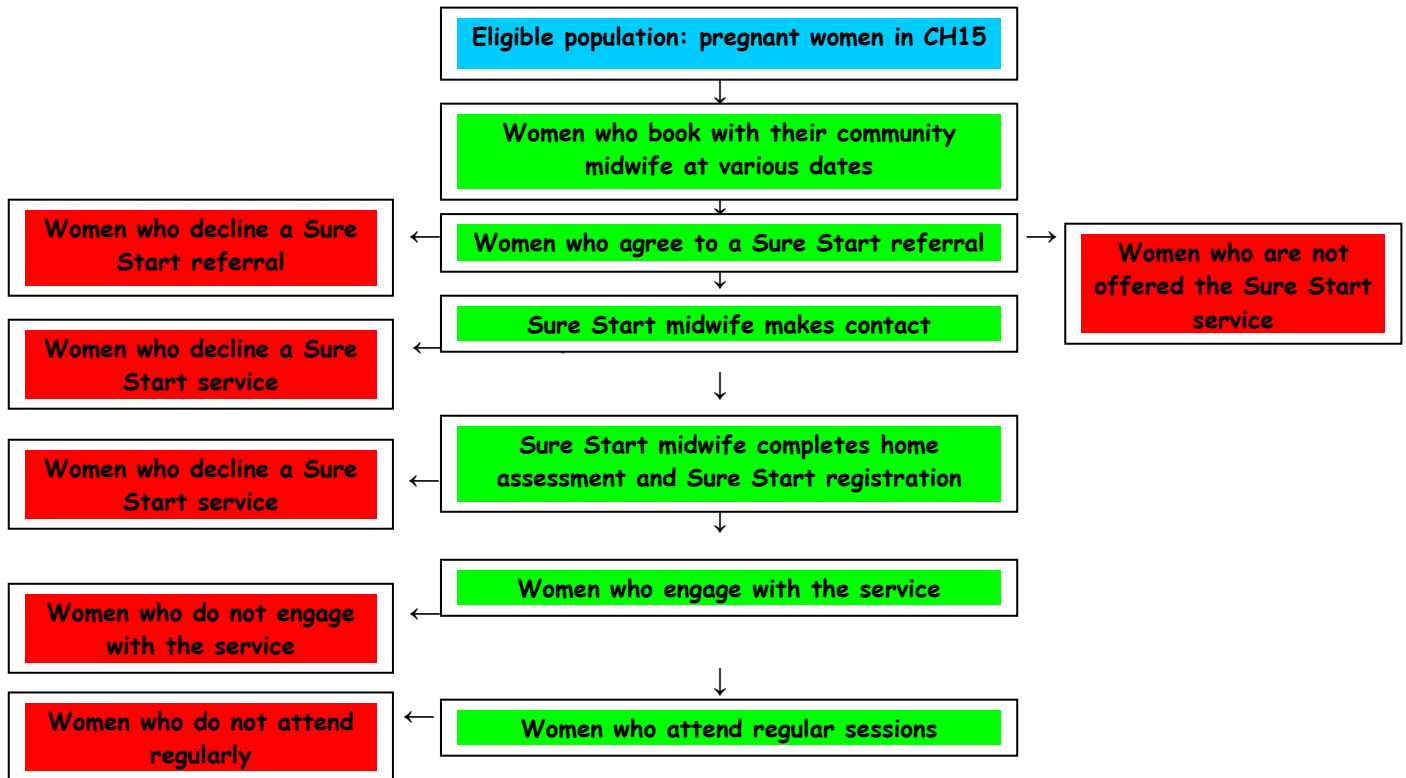 Eligible population: pregnant women in CH15
Women who book with their community
midwife at various dates
Women who decline a Sure
Start referral
Women who agree to a Sure Start referral
Women who are not
offered the Sure Start
service
Women who decline a Sure
Start service
Sure Start midwife makes contact
Women who decline a Sure
Start service
Sure Start midwife completes home
assessment and Sure Start registration
Women who do not engage
with the service
Women who engage with the service
Women who do not attend
regularly
Women who attend regular sessions